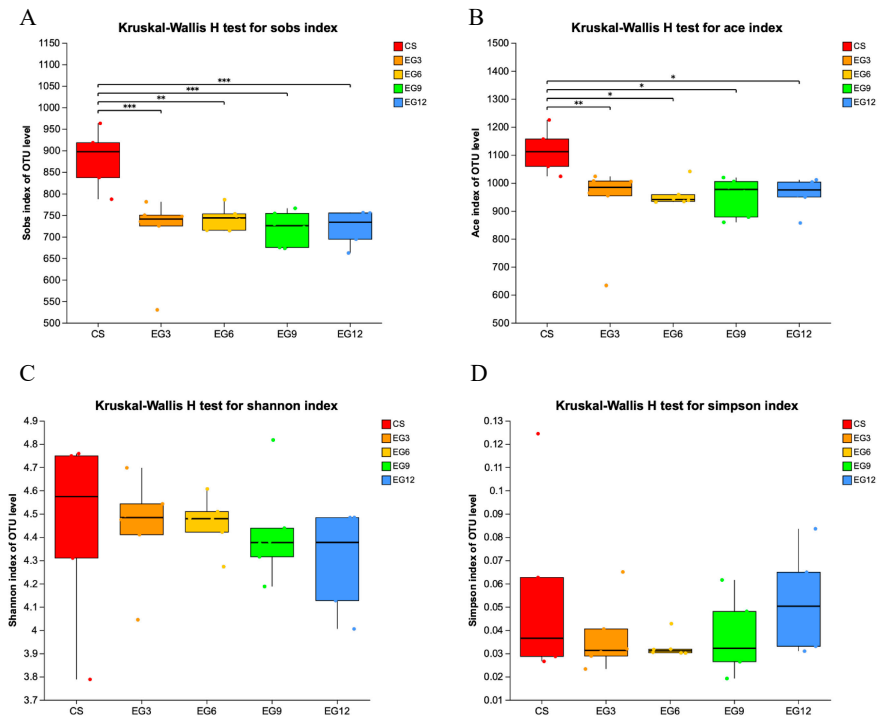 A
Kruskal-Wallis H test for sobs index
Sobs index of OTU level
1150
1100
1050
1000
950
900
850
800
750
700
650
600
550
500
***
***
**
***
CS
EG3
EG6
EG9
EG12
CS
EG3
EG6
EG9
EG12
B
Kruskal-Wallis H test for ace index
Ace index of OTU level
1500
1400
1300
1200
1100
1000
900
800
700
600
500
*
*
*
**
CS
EG3
EG6
EG9
EG12
CS
EG3
EG6
EG9
EG12
C
Kruskal-Wallis H test for shannon index
Shannon index of OTU level
4.9
4.8
4.7
4.6
4.5
4.4
4.3
4.2
4.1
4
3.9
3.8
3.7
CS
EG3
EG6
EG9
EG12
CS
EG3
EG6
EG9
EG12
D
Kruskal-Wallis H test for simpson index
Simpson index of OTU level
0.13
0.12
0.11
0.1
0.09
0.08
0.07
0.06
0.05
0.04
0.03
0.02
0.01
CS
EG3
EG6
EG9
EG12
CS
EG3
EG6
EG9
EG12